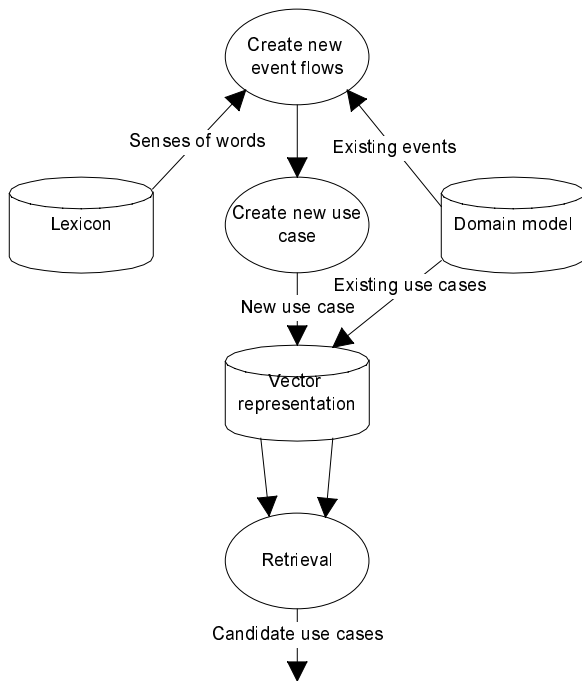 Create new
event flows
Senses of words
Existing events
Lexicon
Create new use
case
Domain model
Existing use cases
New use case
Vector
representation
Retrieval
Candidate use cases